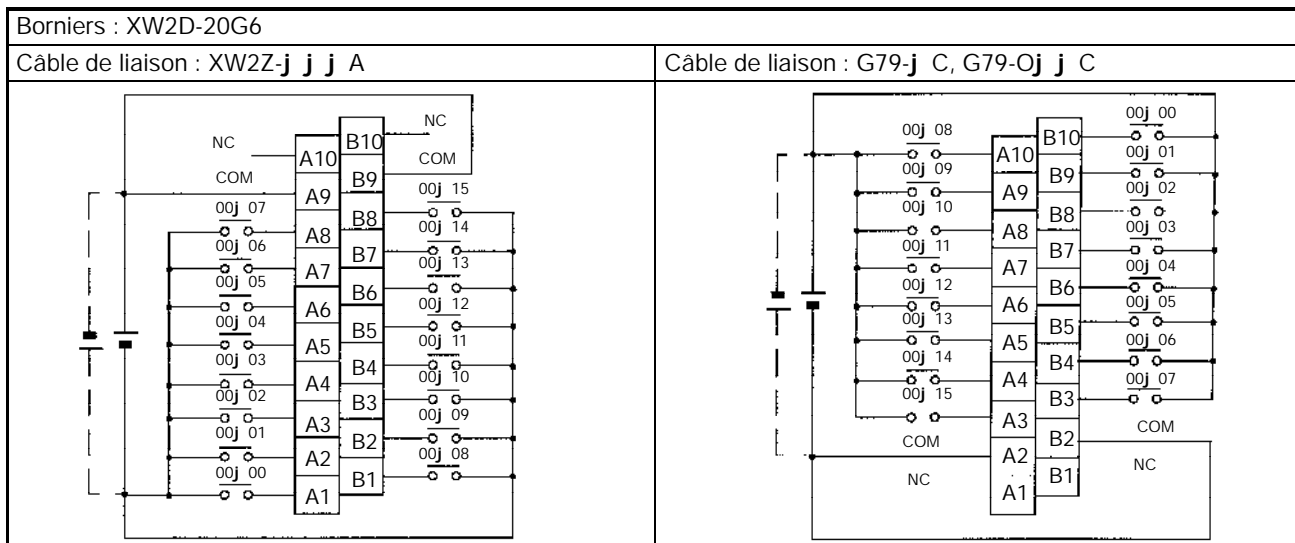 Borniers : XW2D-20G6
Câble de liaison : XW2Z-j j j A
NC
COM
00j 07
00j 06
00j 05
00j 04
00j 03
00j 02
00j 01
00j 00
A10
A9
A8
A7
A6
A5
A4
A3
A2
A1
B10
B9
B8
B7
B6
B5
B4
B3
B2
B1
NC
COM
00j 15
00j 14
00j 13
00j 12
00j 11
00j 10
00j 09
00j 08
Câble de liaison : G79-j C, G79-Oj j C
00j 08
00j 09
00j 10
00j 11
00j 12
00j 13
00j 14
00j 15
COM
NC
A10
A9
A8
A7
A6
A5
A4
A3
A2
A1
B10
B9
B8
B7
B6
B5
B4
B3
B2
B1
00j 00
00j 01
00j 02
00j 03
00j 04
00j 05
00j 06
00j 07
COM
NC